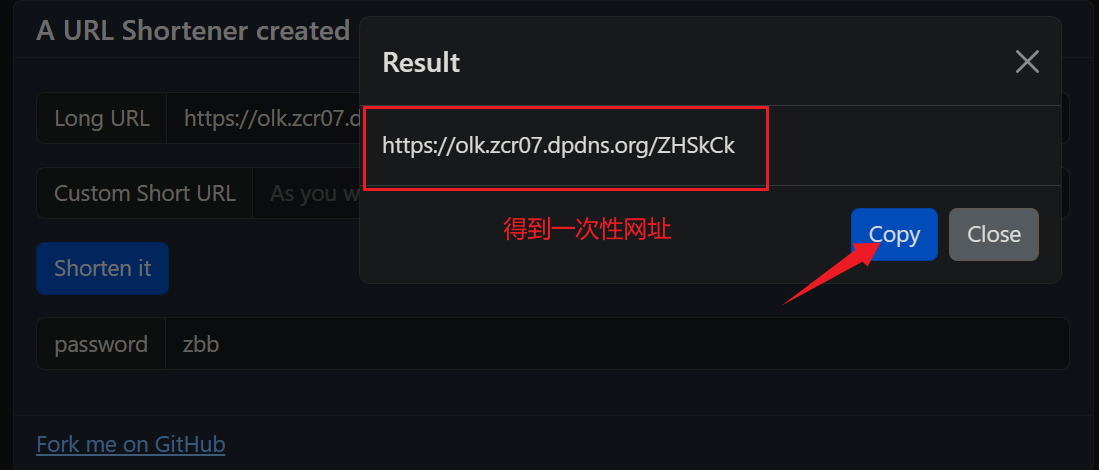 A URL Shortener created
Result
Long URL
https://olk.zcr07.d
https://olk.zcr07.dpdns.org/ZHSkCk
Custom Short URL
As you w
得到一次性网址
Copy
Close
Shorten it
password
zbb
Fork me on GitHub